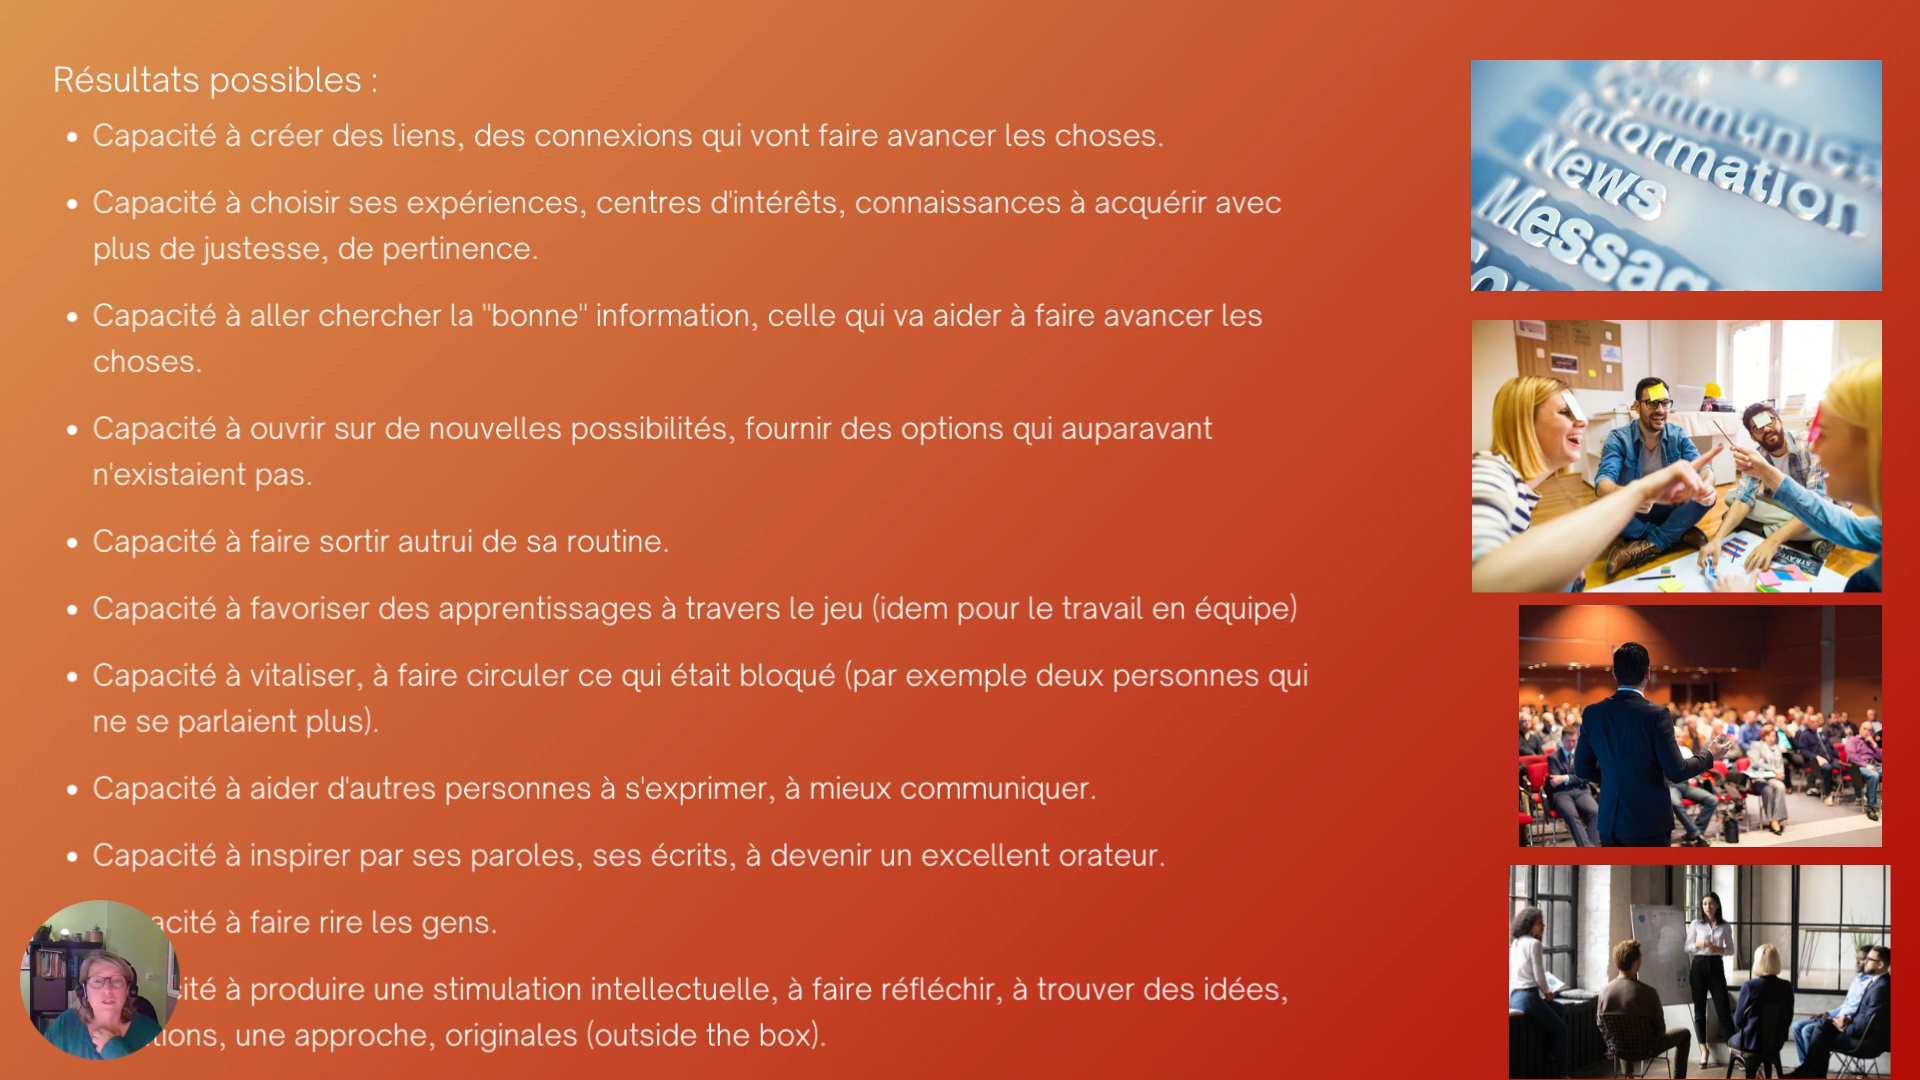 Résultats possibles :
• Capacité à créer des liens, des connexions qui vont faire avancer les choses.
• Capacité à choisir ses expériences, centres d'intérêts, connaissances à acquérir avec
plus de justesse, de pertinence.
• Capacité à aller chercher la "bonne" information, celle qui va aider à faire avancer les
choses.
• Capacité à ouvrir sur de nouvelles possibilités, fournir des options qui auparavant
n'existaient pas.
• Capacité à faire sortir autrui de sa routine.
• Capacité à favoriser des apprentissages à travers le jeu (idem pour le travail en équipe)
• Capacité à vitaliser, à faire circuler ce qui était bloqué (par exemple deux personnes qui
ne se parlaient plus).
• Capacité à aider d'autres personnes à s'exprimer, à mieux communiquer.
• Capacité à inspirer par ses paroles, ses écrits, à devenir un excellent orateur.
acité à faire rire les gens.
ité à produire une stimulation intellectuelle, à faire réfléchir, à trouver des idées,
tions, une approche, originales (outside the box).
Communica
Information
News
Messag